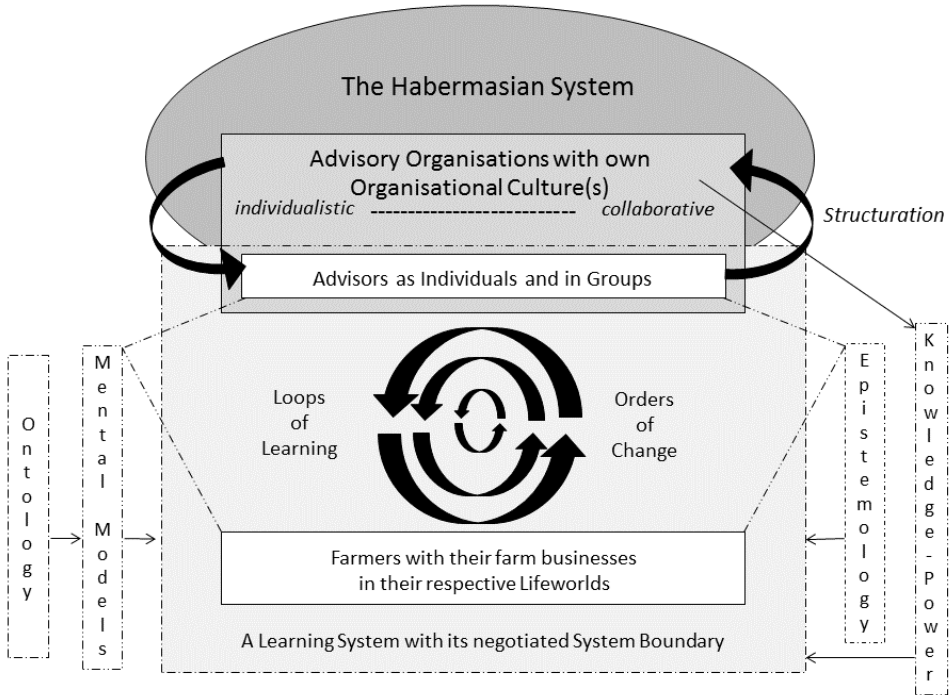 The Habermasian System
Advisory Organisations with own
Organisational Culture(s)
individualistic ---------------------------- collaborative
Structuration
Advisors as Individuals and in Groups
Loops
of
Learning
Orders
of
Change
Ontology
Mental Models
Epistemology
Knowledge-Power
Farmers with their farm businesses
in their respective Lifeworlds
A Learning System with its negotiated System Boundary